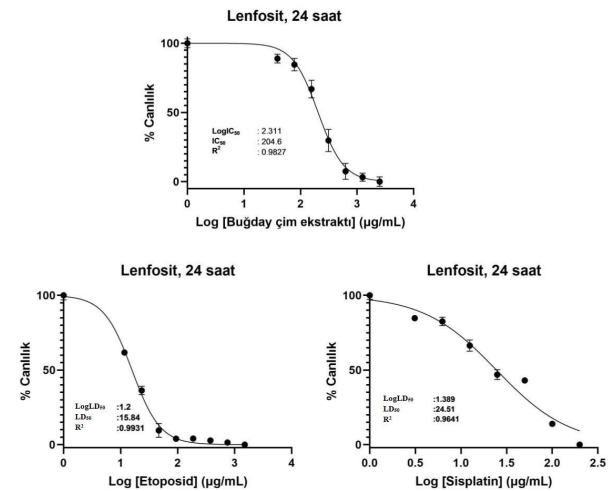 Lenfosit, 24 saat
100
50
0
% Canlılık
LogIC₅₀ : 2.311
IC₅₀ : 204.6
R² : 0.9827
0 1 2 3 4
Log [Buğday çim ekstraktı] (µg/mL)
Lenfosit, 24 saat
100
50
0
% Canlılık
LogLD₅₀ :1.2
LD₅₀ :15.84
R² :0.9931
0 1 2 3 4
Log [Etoposid] (µg/mL)
Lenfosit, 24 saat
100
50
0
% Canlılık
LogLD₅₀ :1.389
LD₅₀ :24.51
R² :0.9641
0.0 0.5 1.0 1.5 2.0 2.5
Log [Sisplatin] (µg/mL)